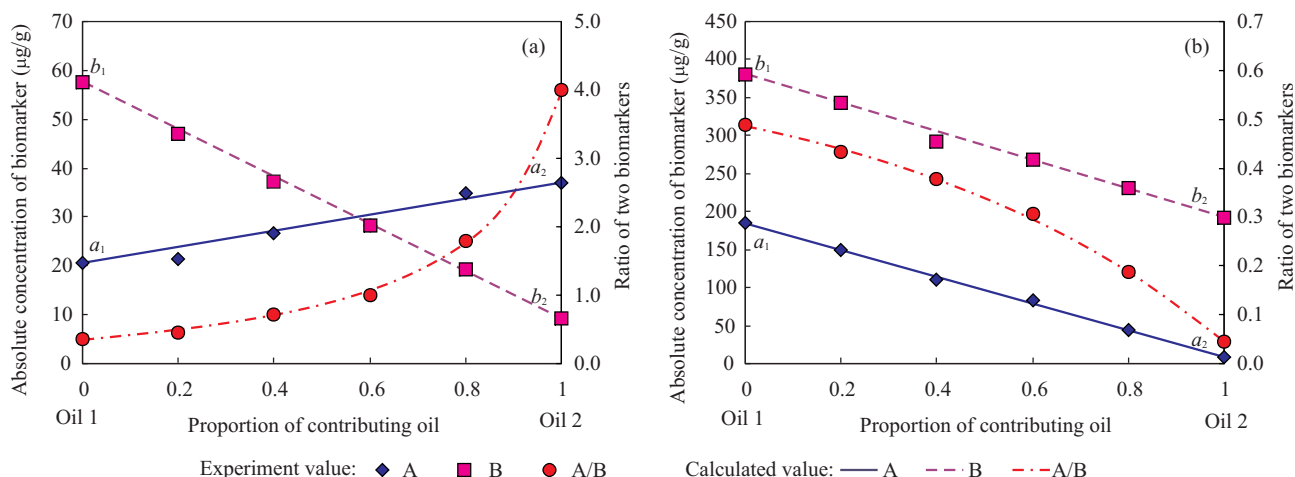 Absolute concentration of biomarker (μg/g)
70
60
50
40
30
20
10
0
(a)
b₁
a₁
a₂
b₂
5.0
4.0
3.0
2.0
1.0
0.0
Ratio of two biomarkers
0 0.2 0.4 0.6 0.8 1
Oil 1 Proportion of contributing oil Oil 2
Absolute concentration of biomarker (μg/g)
450
400
350
300
250
200
150
100
50
0
(b)
b₁
a₁
b₂
a₂
0.7
0.6
0.5
0.4
0.3
0.2
0.1
0.0
Ratio of two biomarkers
0 0.2 0.4 0.6 0.8 1
Oil 1 Proportion of contributing oil Oil 2
Experiment value: A B A/B Calculated value: A B A/B